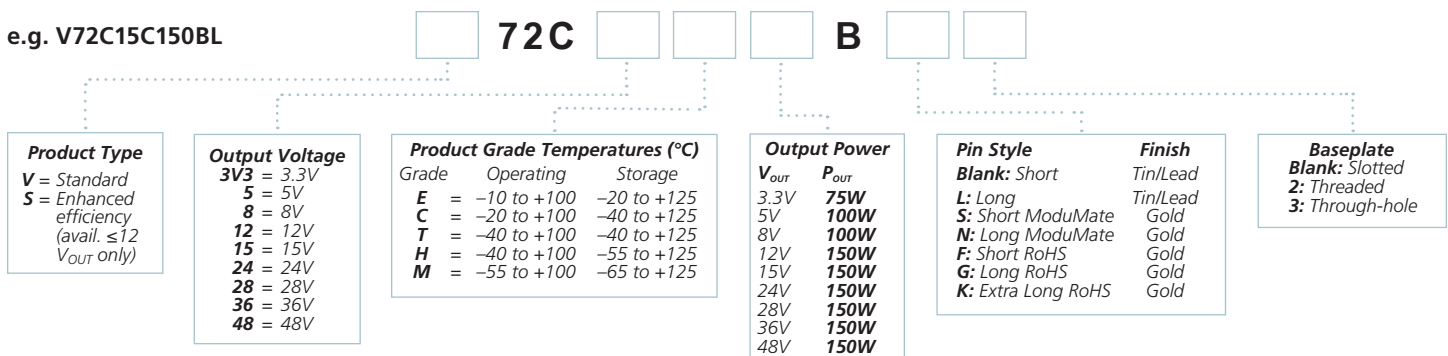 e.g. V72C15C150BL
72C B
Product Type
V = Standard
S = Enhanced
efficiency
(avail. ≤12
VOUT only)
Output Voltage
3V3 = 3.3V
5 = 5V
8 = 8V
12 = 12V
15 = 15V
24 = 24V
28 = 28V
36 = 36V
48 = 48V
Product Grade Temperatures (°C)
Grade Operating Storage
E = –10 to +100 –20 to +125
C = –20 to +100 –40 to +125
T = –40 to +100 –40 to +125
H = –40 to +100 –55 to +125
M = –55 to +100 –65 to +125
Output Power
VOUT POUT
3.3V 75W
5V 100W
8V 100W
12V 150W
15V 150W
24V 150W
28V 150W
36V 150W
48V 150W
Pin Style Finish
Blank: Short Tin/Lead
L: Long Tin/Lead
S: Short ModuMate Gold
N: Long ModuMate Gold
F: Short RoHS Gold
G: Long RoHS Gold
K: Extra Long RoHS Gold
Baseplate
Blank: Slotted
2: Threaded
3: Through-hole